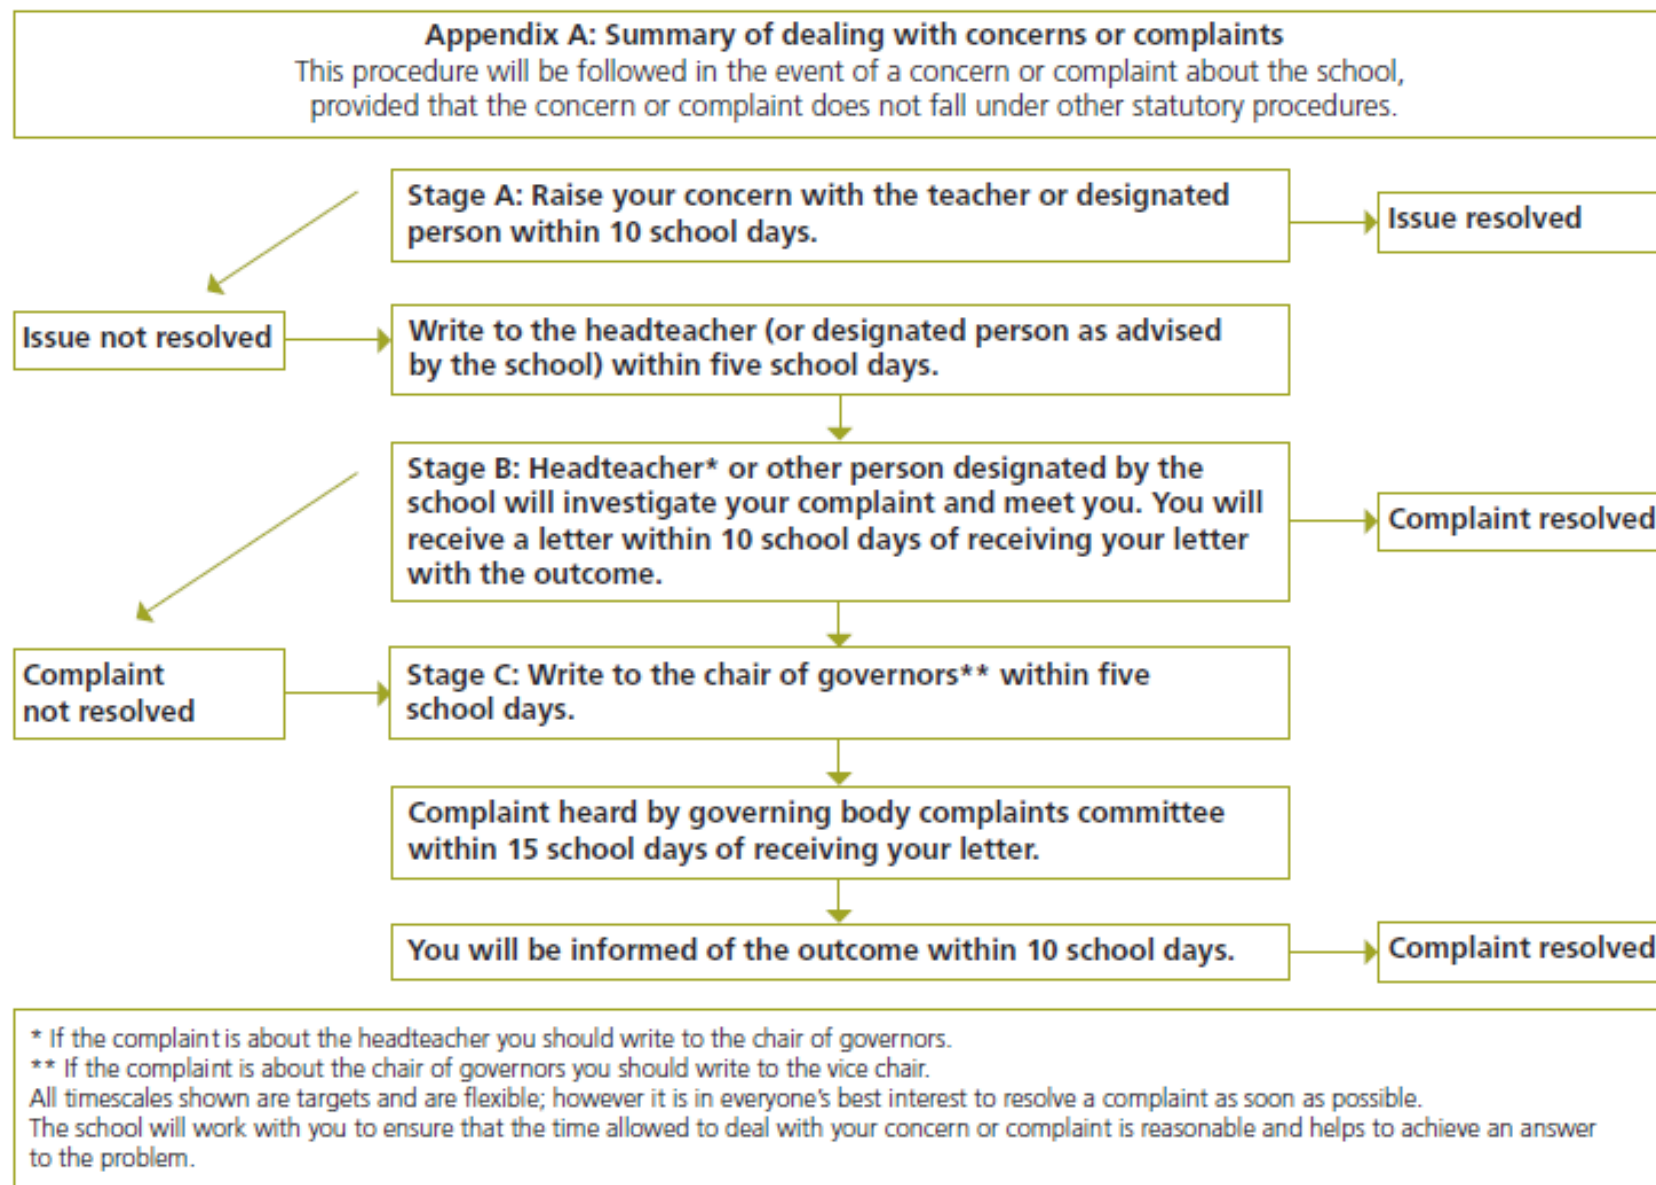 Appendix A: Summary of dealing with concerns or complaints
This procedure will be followed in the event of a concern or complaint about the school,
provided that the concern or complaint does not fall under other statutory procedures.
Stage A: Raise your concern with the teacher or designated
person within 10 school days.
Issue resolved
Issue not resolved
Write to the headteacher (or designated person as advised
by the school) within five school days.
Stage B: Headteacher* or other person designated by the
school will investigate your complaint and meet you. You will
receive a letter within 10 school days of receiving your letter
with the outcome.
Complaint resolved
Complaint
not resolved
Stage C: Write to the chair of governors** within five
school days.
Complaint heard by governing body complaints committee
within 15 school days of receiving your letter.
You will be informed of the outcome within 10 school days.
Complaint resolved
* If the complaint is about the headteacher you should write to the chair of governors.
** If the complaint is about the chair of governors you should write to the vice chair.
All timescales shown are targets and are flexible; however it is in everyone's best interest to resolve a complaint as soon as possible.
The school will work with you to ensure that the time allowed to deal with your concern or complaint is reasonable and helps to achieve an answer
to the problem.